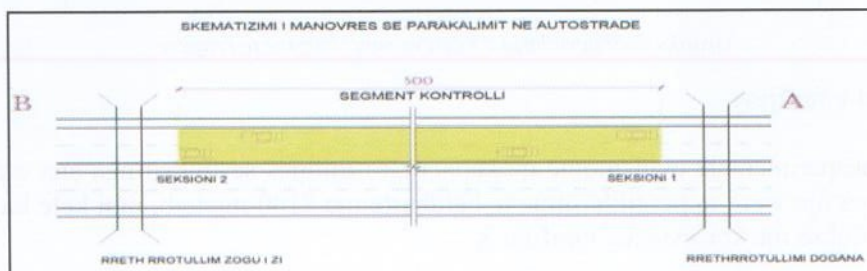 SKEMATIZIMI I MANOVRES SE PARAKALIMIT NE AUTOSTRADE
500
SEGMENT KONTROLLI
B
A
SEKSIONI 2
SEKSIONI 1
RRETH RROTULLIM ZOGU I ZI
RRETHRROTULLIMI DOGANA